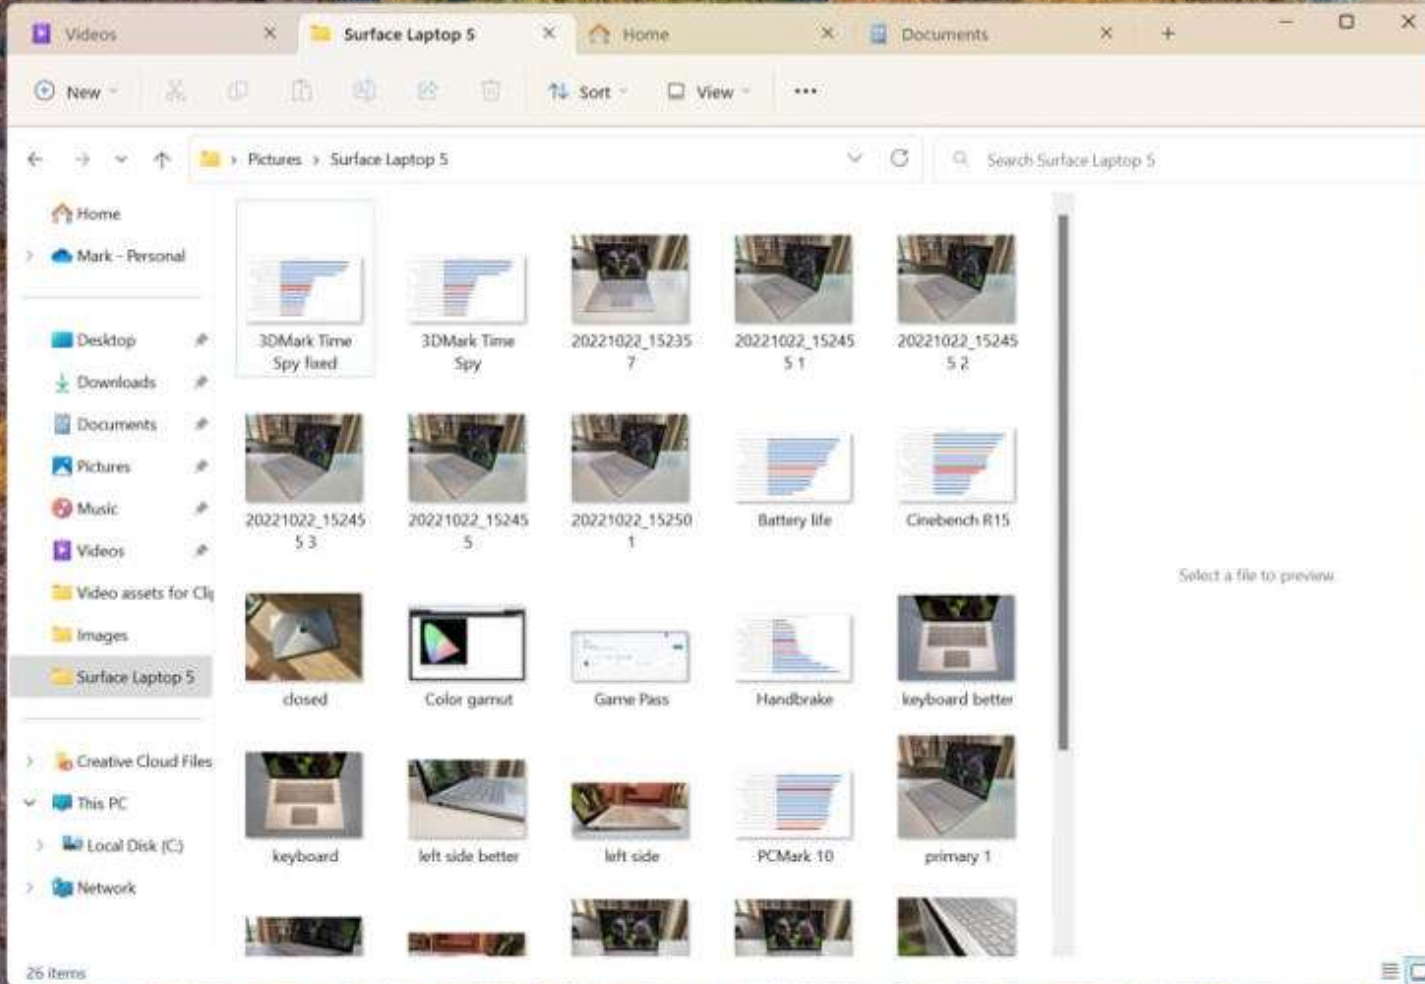 Videos
Surface Laptop 5
Home
Documents
New
Sort
View
Pictures > Surface Laptop 5
Search Surface Laptop 5
Home
Mark - Personal
Desktop
Downloads
Documents
Pictures
Music
Videos
Video assets for Clip
Images
Surface Laptop 5
Creative Cloud Files
This PC
Local Disk (C:)
Network
3DMark Time
Spy fixed
3DMark Time
Spy
20221022_15235
7
20221022_15245
5 1
20221022_15245
5 2
20221022_15245
5 3
20221022_15245
5
20221022_15250
1
Battery life
Cinebench R15
closed
Color gamut
Game Pass
Handbrake
keyboard better
keyboard
left side better
left side
PCMark 10
primary 1
Select a file to preview.
26 items